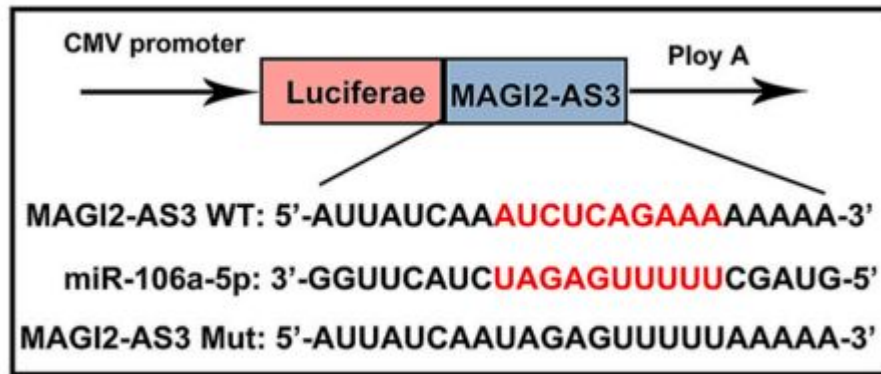 CMV promoter
Ploy A
Luciferae
MAGI2-AS3
MAGI2-AS3 WT: 5’-AUUAUCAAAUCUCAGAAAAAAAA-3’
miR-106a-5p: 3’-GGUUCAUCUAGAGUUUUUCGAUG-5’
MAGI2-AS3 Mut: 5’-AUUAUCAAUAGAGUUUUUAAAAA-3’